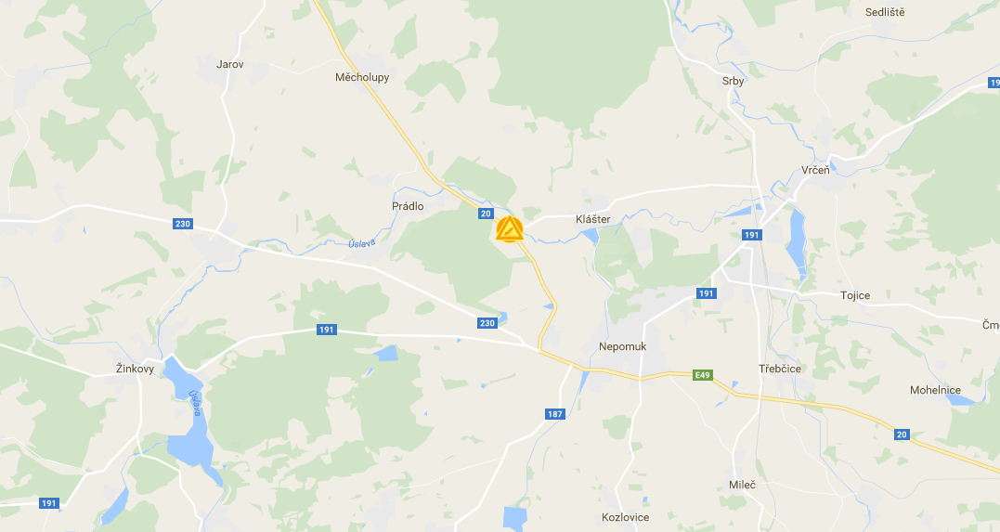 Sedliště
Jarov
Měcholupy
Srby
19
Vrčeň
Prádlo
20
Klášter
230
191
Úslava
191
Tojice
230
191
Nepomuk
Žinkovy
Třebčice
E49
Mohelnice
Úslava
187
20
Mileč
191
Kozlovice